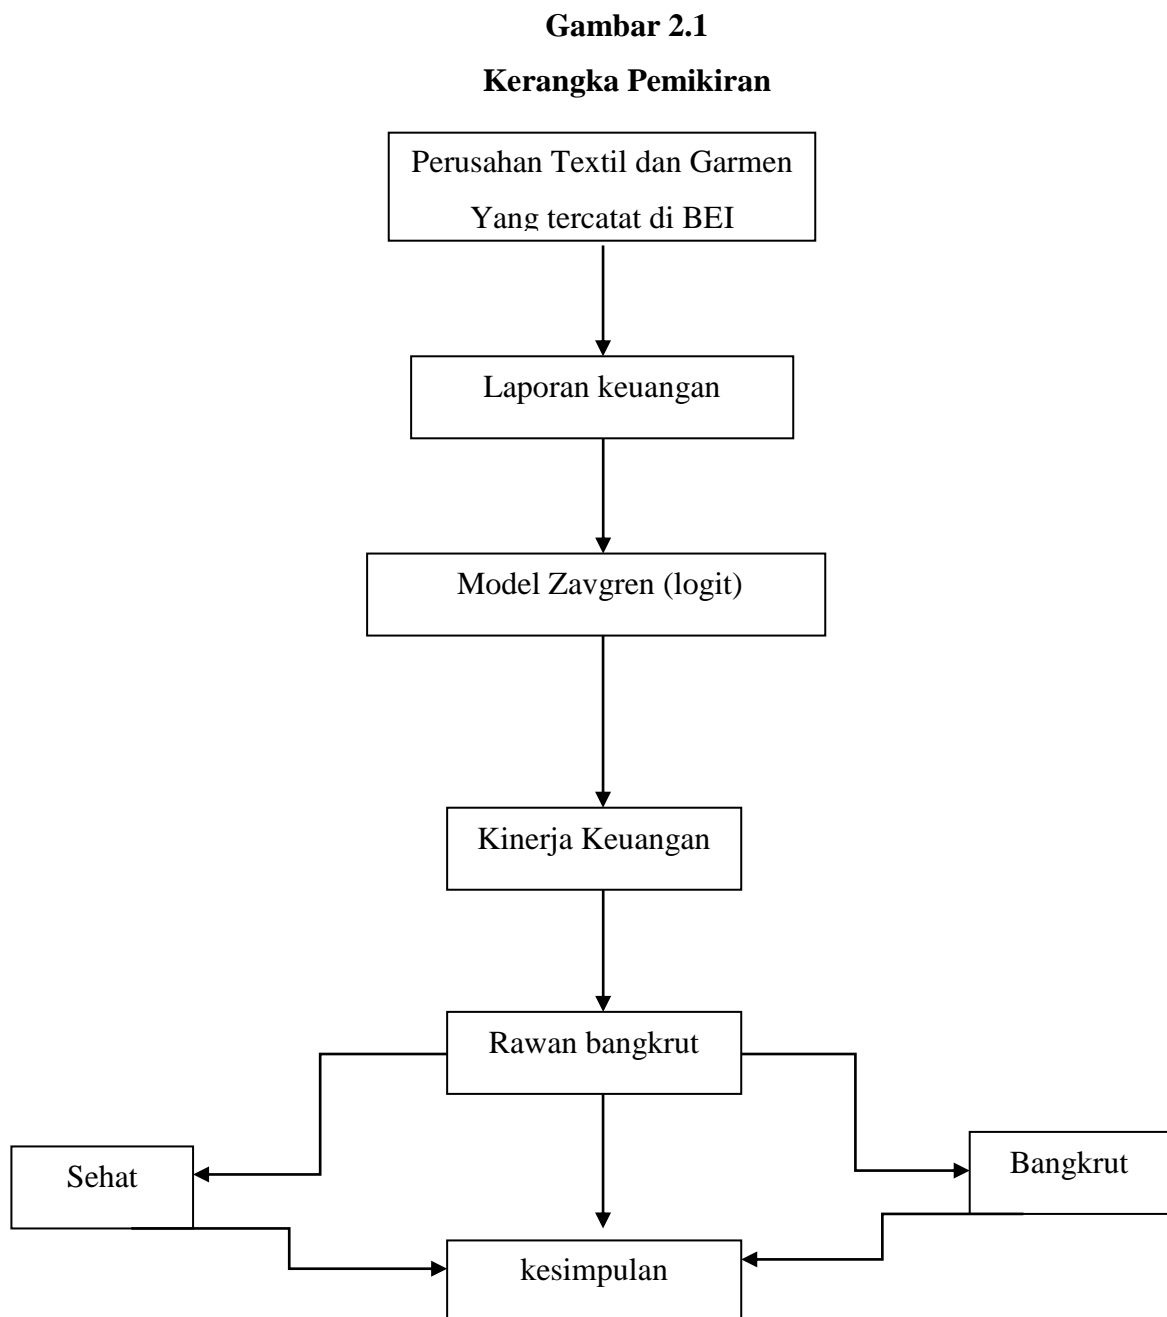 Gambar 2.1
Kerangka Pemikiran
Perusahan Textil dan Garmen
Yang tercatat di BEI
Laporan keuangan
Model Zavgren (logit)
Kinerja Keuangan
Rawan bangkrut
Sehat
Bangkrut
kesimpulan